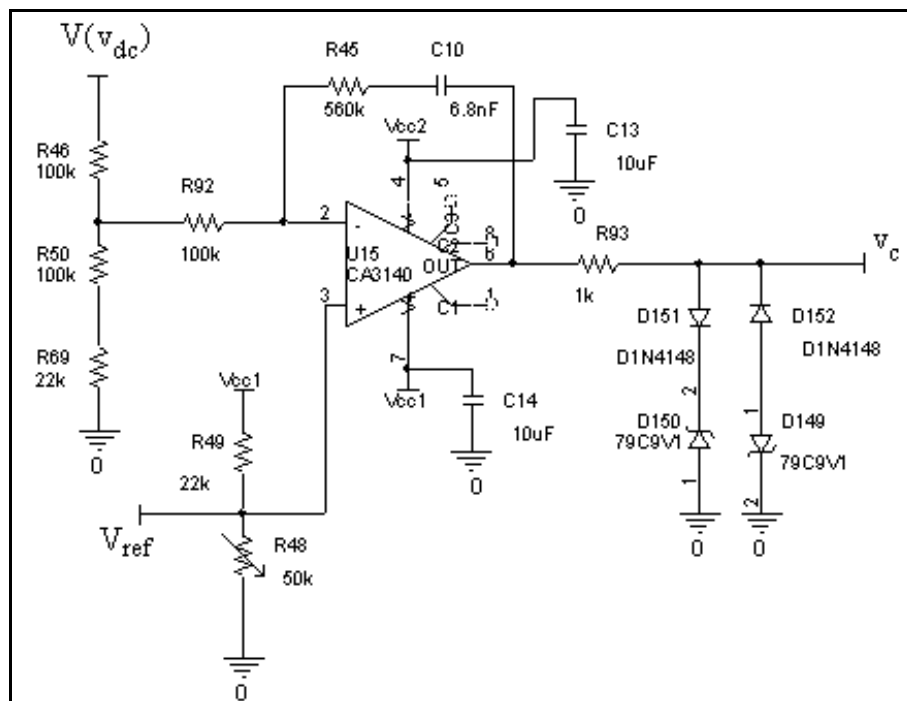 V(v_dc)
R45
C10
560k
6.8nF
Vcc2
C13
10uF
0
R46
100k
R92
100k
4
5
2
-
U15
CA3140
OUT
C2
8
6
C1
1
3
+
7
Vcc1
C14
10uF
0
R93
1k
v_c
R50
100k
R69
22k
0
Vcc1
R49
22k
V_ref
R48
50k
0
D151
D1N4148
D152
D1N4148
2
1
D150
79C9V1
D149
79C9V1
1
2
0
0